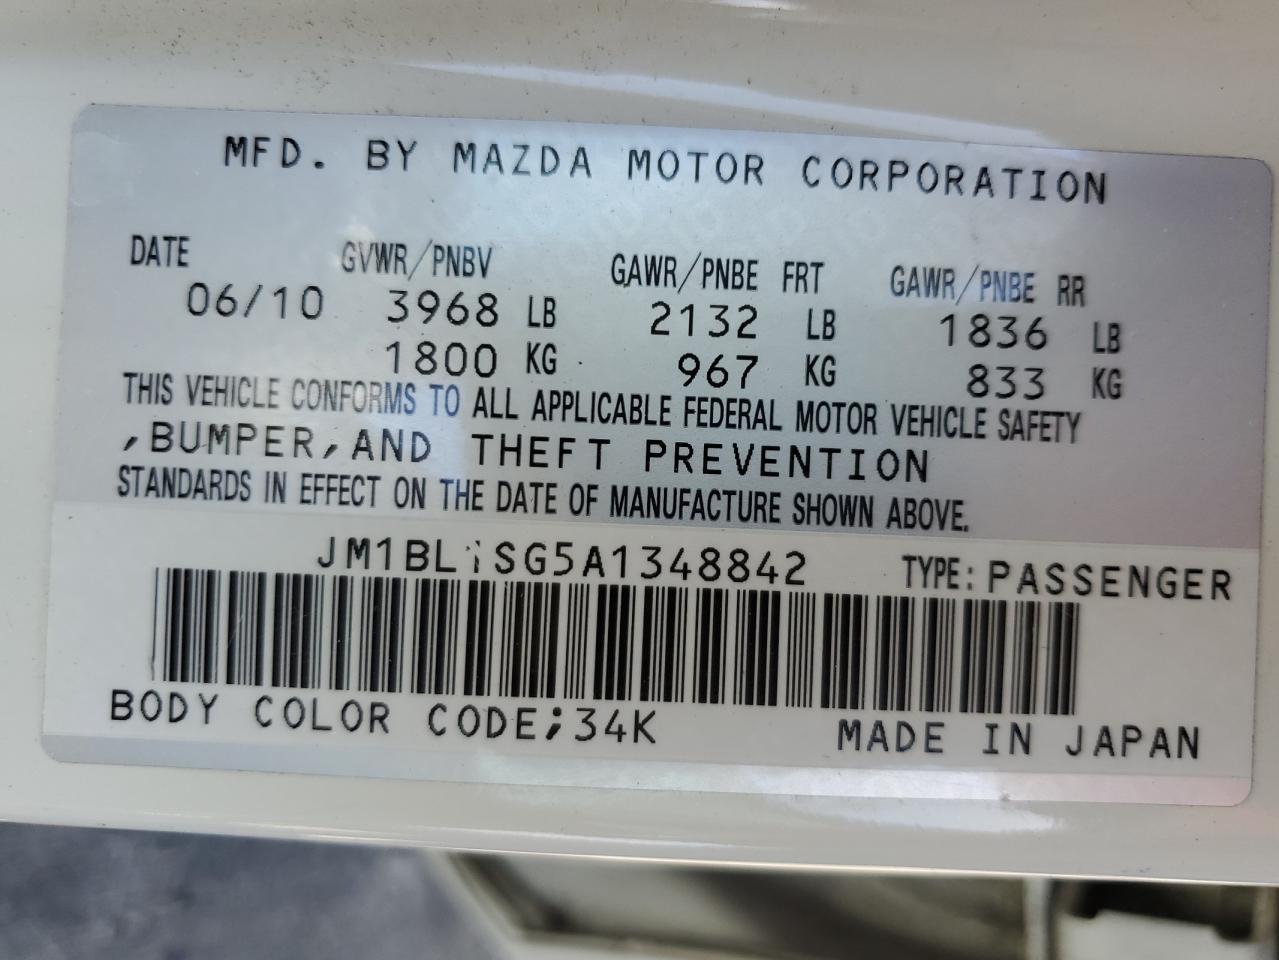 MFD. BY MAZDA MOTOR CORPORATION
DATE GVWR/PNBV GAWR/PNBE FRT GAWR/PNBE RR
06/10 3968 LB 2132 LB 1836 LB
1800 KG 967 KG 833 KG
THIS VEHICLE CONFORMS TO ALL APPLICABLE FEDERAL MOTOR VEHICLE SAFETY
,BUMPER,AND THEFT PREVENTION
STANDARDS IN EFFECT ON THE DATE OF MANUFACTURE SHOWN ABOVE.
JM1BL1SG5A1348842 TYPE: PASSENGER
BODY COLOR CODE;34K MADE IN JAPAN